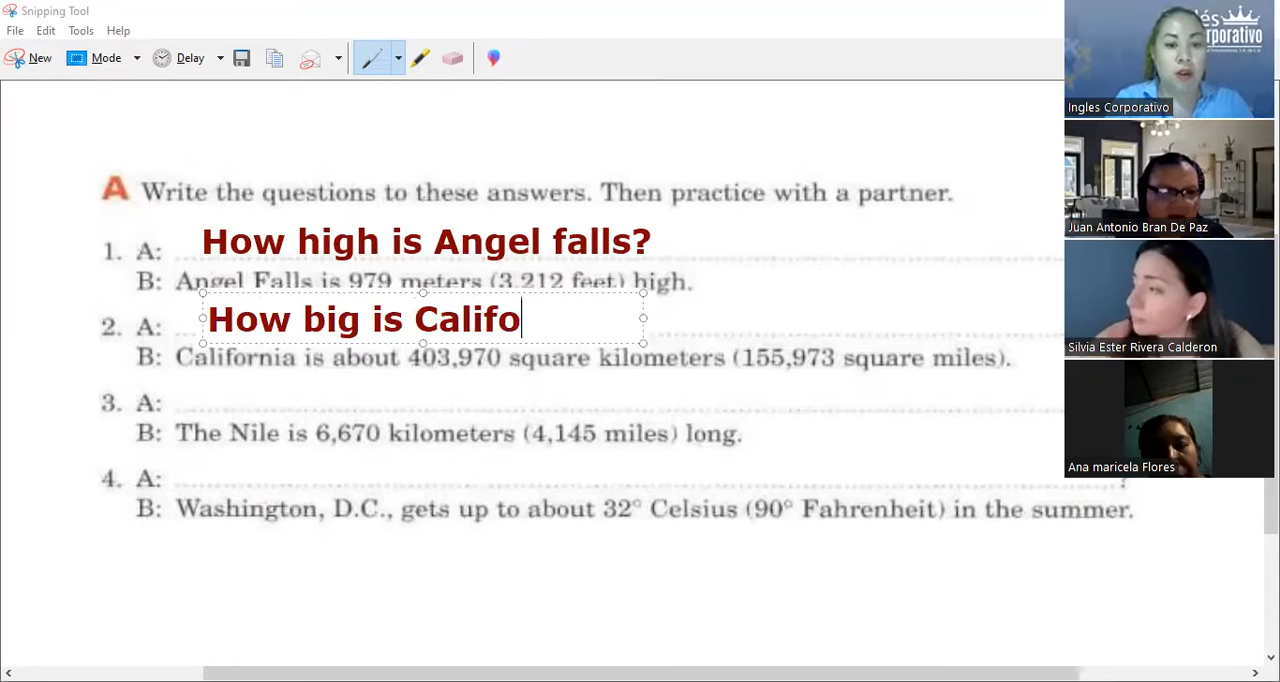 Snipping Tool
File Edit Tools Help
New Mode Delay
A Write the questions to these answers. Then practice with a partner.
1. A: How high is Angel falls?
B: Angel Falls is 979 meters (3,212 feet) high.
2. A: How big is Califo
B: California is about 403,970 square kilometers (155,973 square miles).
3. A:
B: The Nile is 6,670 kilometers (4,145 miles) long.
4. A: ?
B: Washington, D.C., gets up to about 32° Celsius (90° Fahrenheit) in the summer.
Ingles Corporativo
Juan Antonio Bran De Paz
Silvia Ester Rivera Calderon
Ana maricela Flores